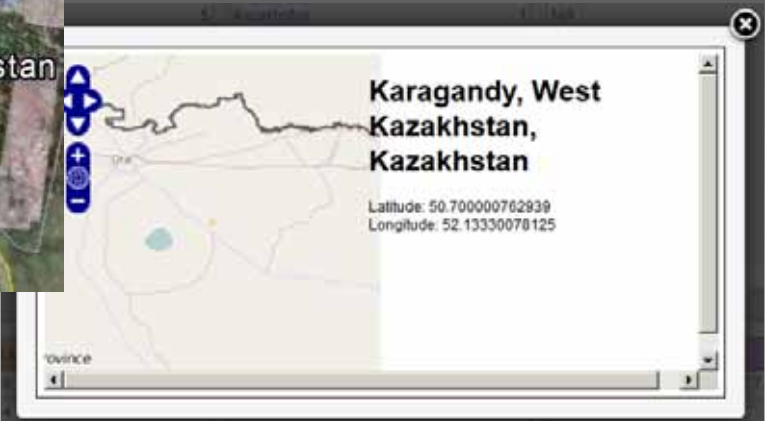 stan
Karagandy, West
Kazakhstan,
Kazakhstan
Latitude: 50.700000762939
Longitude: 52.13330078125
rovince